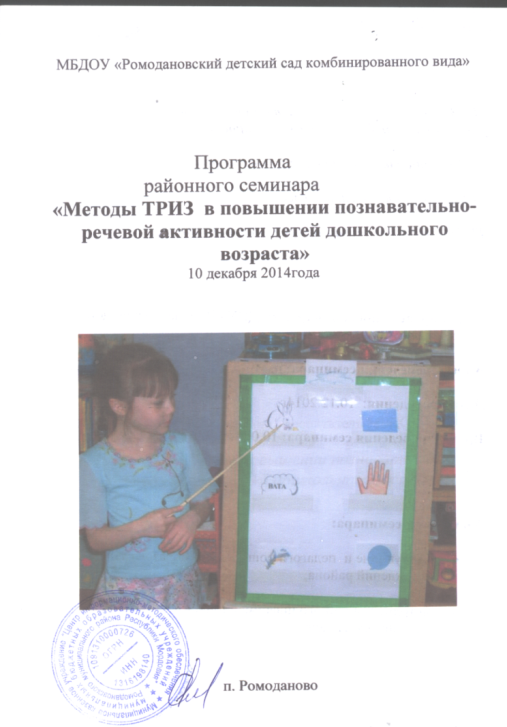 МБДОУ «Ромодановский детский сад комбинированного вида»
Программа
районного семинара
«Методы ТРИЗ в повышении познавательно-
речевой активности детей дошкольного
возраста»
10 декабря 2014года
ВАТА
п. Ромоданово